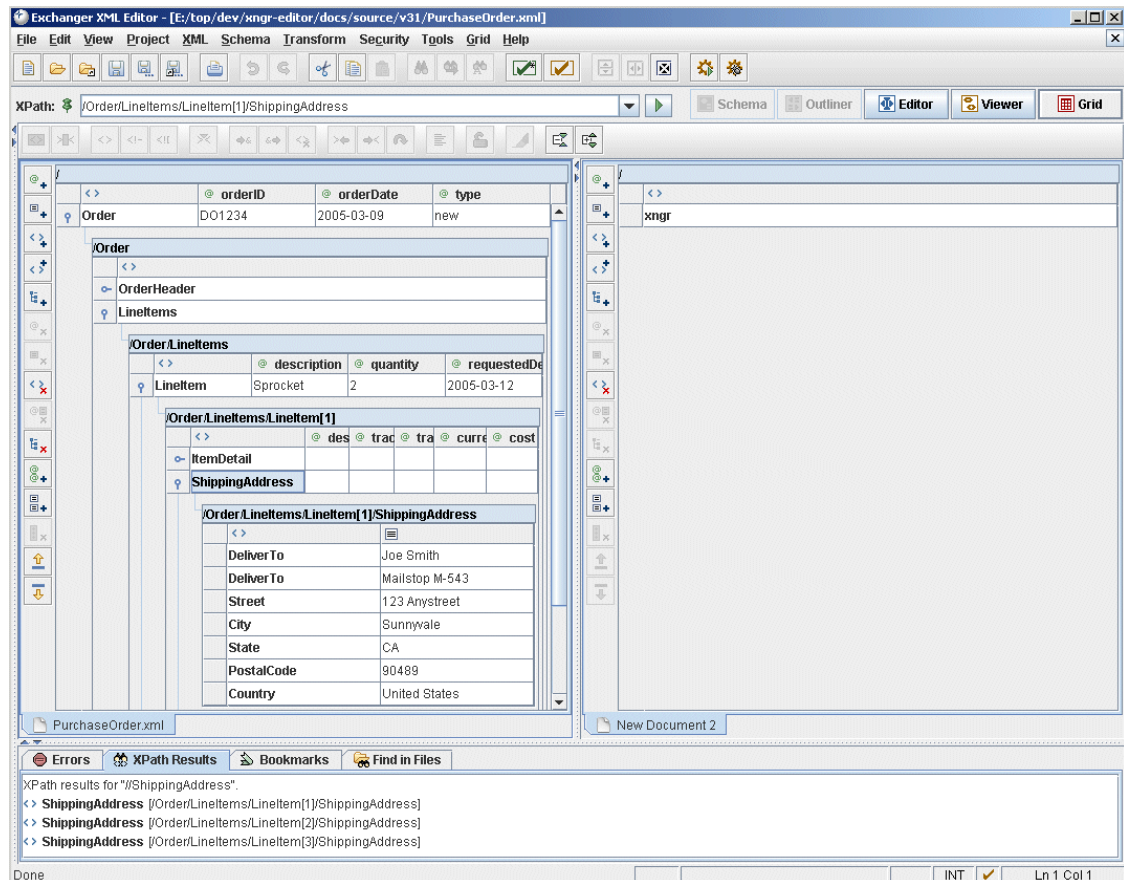 Exchanger XML Editor - [E:/top/dev/xngr-editor/docs/source/v31/PurchaseOrder.xml]
File Edit View Project XML Schema Transform Security Tools Grid Help
XPath: /Order/LineItems/LineItem[1]/ShippingAddress Schema Outliner Editor Viewer Grid
/ /
<> @ orderID @ orderDate @ type <>
Order DO1234 2005-03-09 new xngr
/Order
<>
OrderHeader
LineItems
/Order/LineItems
<> @ description @ quantity @ requestedDe
LineItem Sprocket 2 2005-03-12
/Order/LineItems/LineItem[1]
<> @ des @ trac @ tra @ curre @ cost
ItemDetail
ShippingAddress
/Order/LineItems/LineItem[1]/ShippingAddress
<>
DeliverTo Joe Smith
DeliverTo Mailstop M-543
Street 123 Anystreet
City Sunnyvale
State CA
PostalCode 90489
Country United States
PurchaseOrder.xml New Document 2
Errors XPath Results Bookmarks Find in Files
XPath results for "//ShippingAddress".
<> ShippingAddress [/Order/LineItems/LineItem[1]/ShippingAddress]
<> ShippingAddress [/Order/LineItems/LineItem[2]/ShippingAddress]
<> ShippingAddress [/Order/LineItems/LineItem[3]/ShippingAddress]
Done INT Ln 1 Col 1